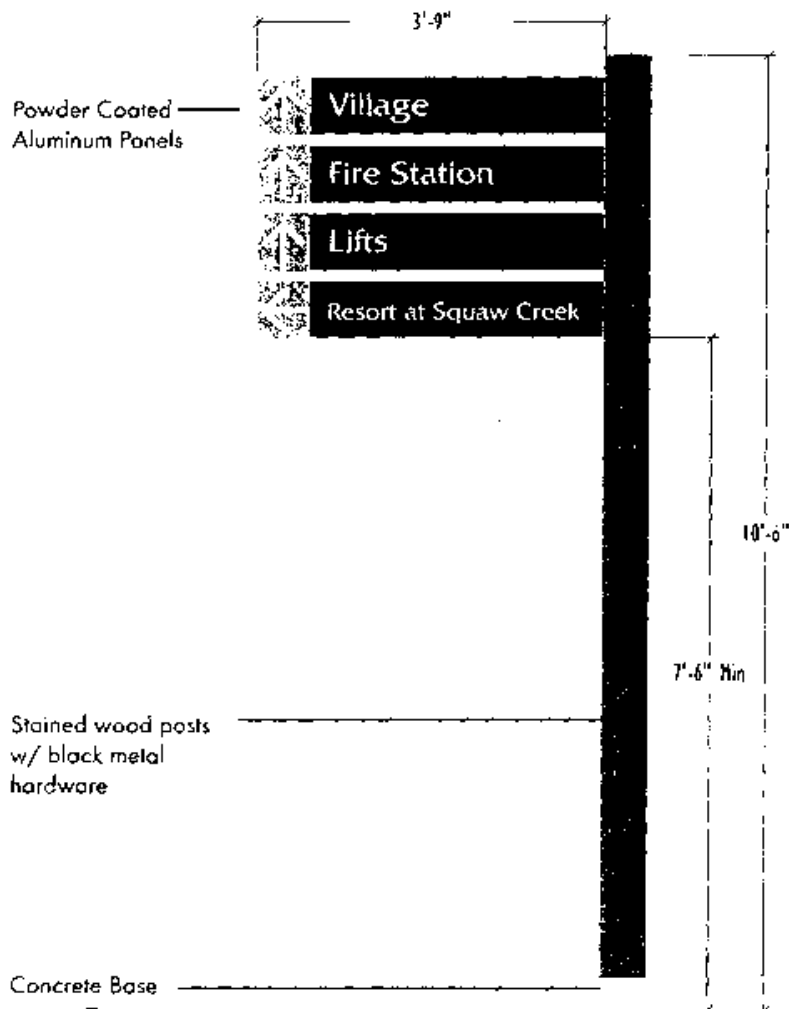 3'-9"
Powder Coated
Aluminum Panels
Village
Fire Station
Lifts
Resort at Squaw Creek
10'-6"
7'-6" Min
Stained wood posts
w/ black metal
hardware
Concrete Base